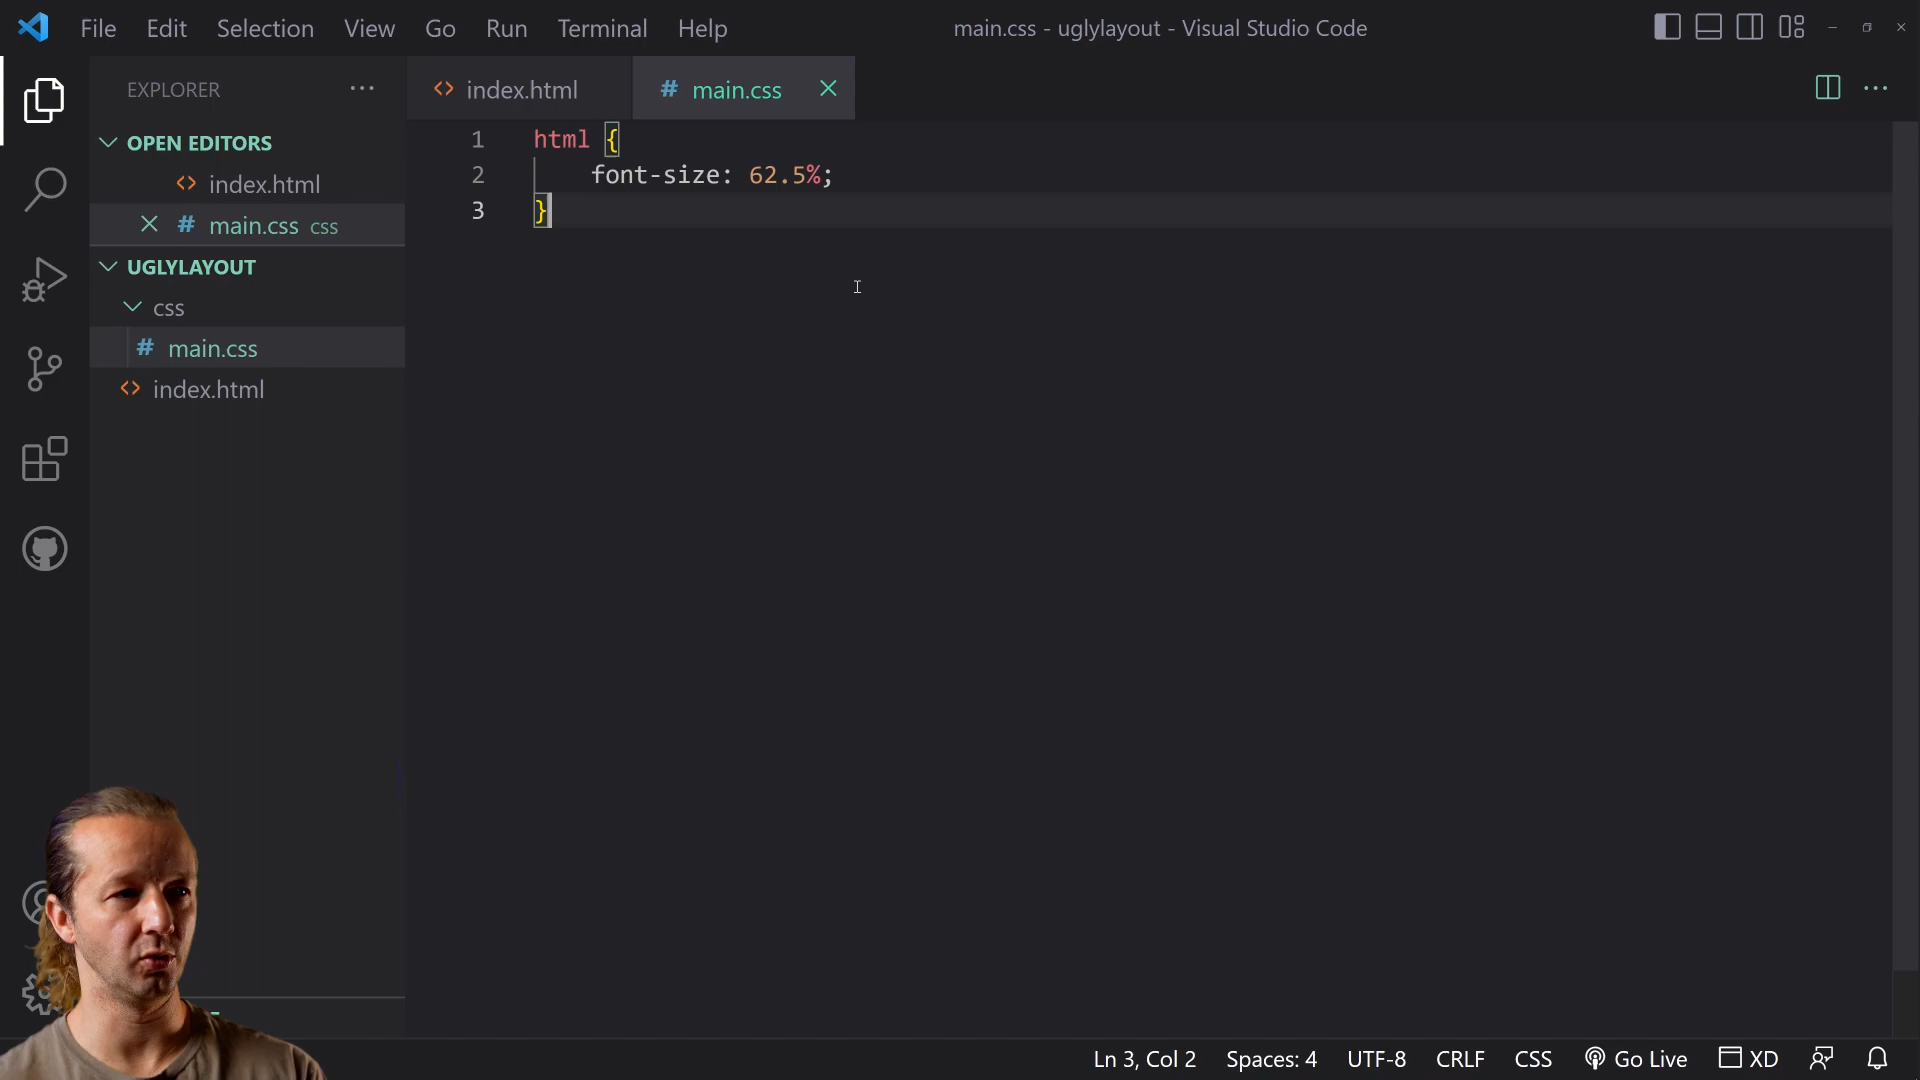 File Edit Selection View Go Run Terminal Help main.css - uglylayout - Visual Studio Code
EXPLORER ···
index.html
# main.css
OPEN EDITORS
index.html
# main.css css
UGLYLAYOUT
css
# main.css
index.html
1 html {
2 font-size: 62.5%;
3 }
Ln 3, Col 2 Spaces: 4 UTF-8 CRLF CSS Go Live XD